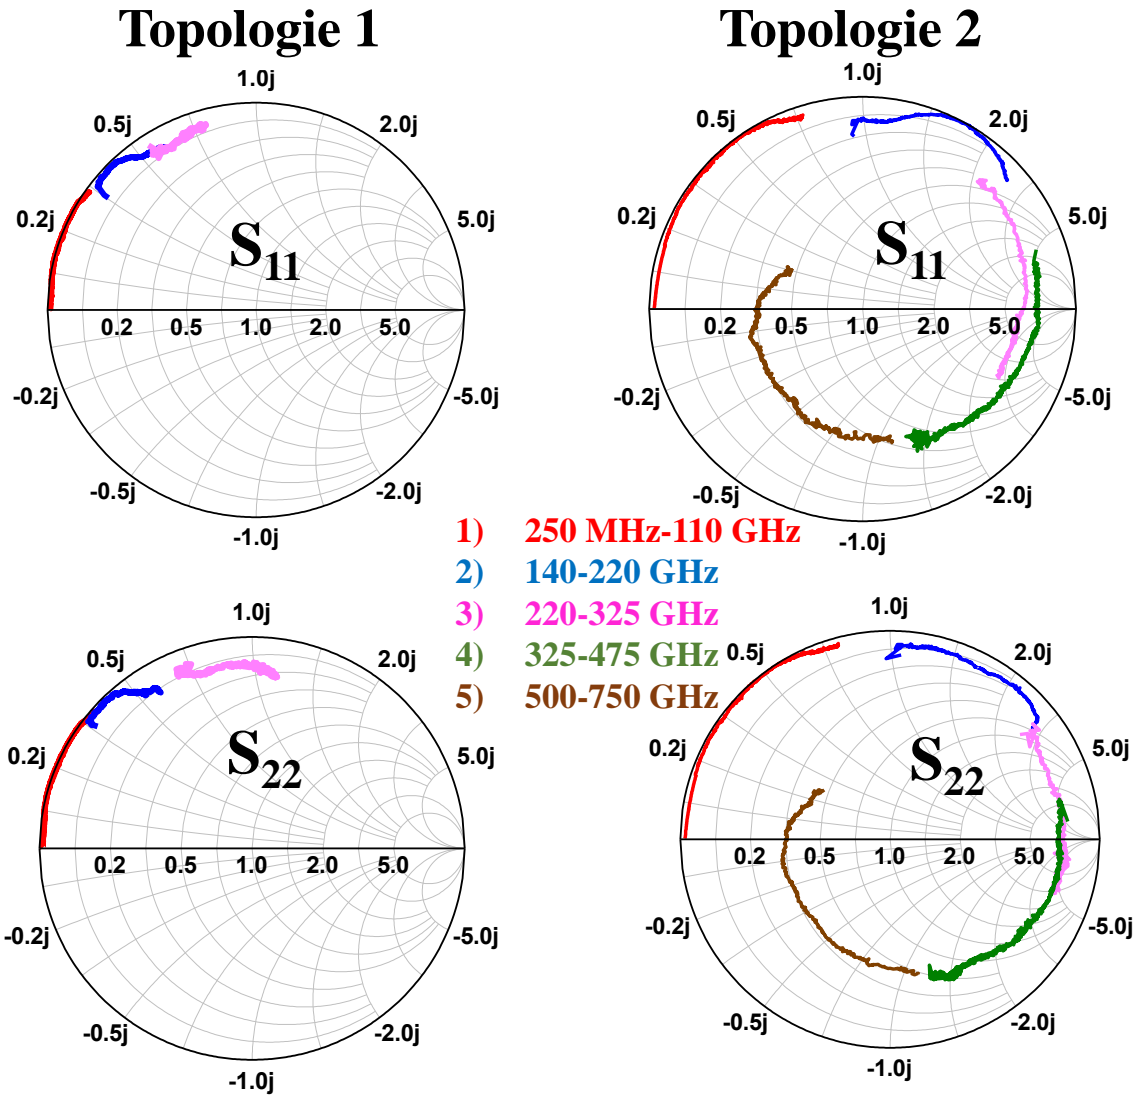 Topologie 1
1.0j
0.5j
2.0j
0.2j
5.0j
S11
0.2 0.5 1.0 2.0 5.0
-0.2j
-5.0j
-0.5j
-2.0j
-1.0j
Topologie 2
1.0j
0.5j
2.0j
0.2j
5.0j
S11
0.2 0.5 1.0 2.0 5.0
-0.2j
-5.0j
-0.5j
-2.0j
-1.0j
1) 250 MHz-110 GHz
2) 140-220 GHz
3) 220-325 GHz
4) 325-475 GHz
5) 500-750 GHz
1.0j
0.5j
2.0j
0.2j
5.0j
S22
0.2 0.5 1.0 2.0 5.0
-0.2j
-5.0j
-0.5j
-2.0j
-1.0j
1.0j
0.5j
2.0j
0.2j
5.0j
S22
0.2 0.5 1.0 2.0 5.0
-0.2j
-5.0j
-0.5j
-2.0j
-1.0j